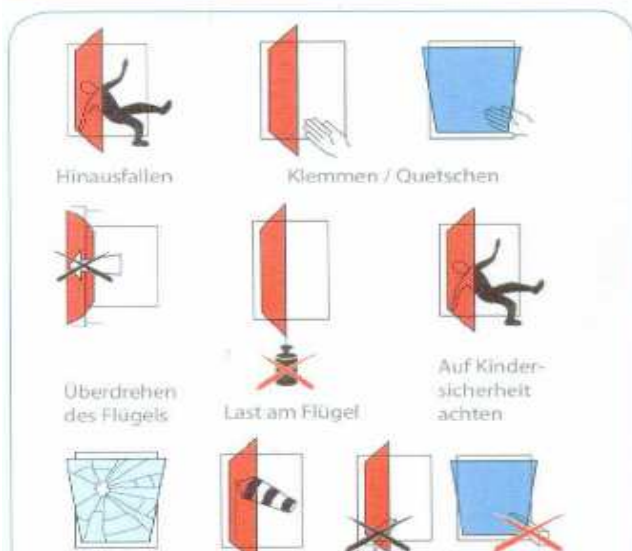 Hinausfallen
Klemmen / Quetschen
Überdrehen
des Flügels
Last am Flügel
Auf Kinder-
sicherheit
achten